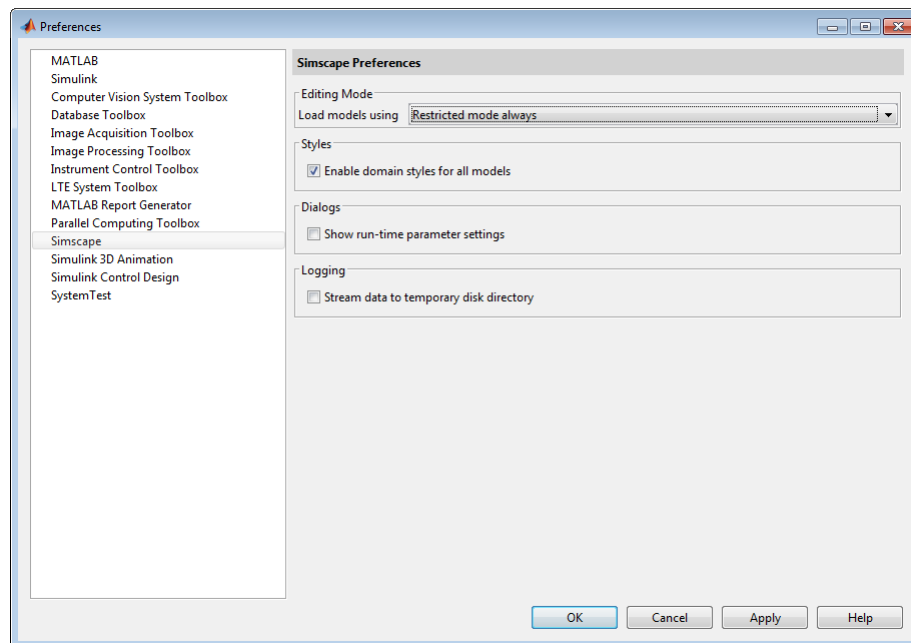 Preferences
MATLAB
Simulink
Computer Vision System Toolbox
Database Toolbox
Image Acquisition Toolbox
Image Processing Toolbox
Instrument Control Toolbox
LTE System Toolbox
MATLAB Report Generator
Parallel Computing Toolbox
Simscape
Simulink 3D Animation
Simulink Control Design
SystemTest
Simscape Preferences
Editing Mode
Load models using Restricted mode always
Styles
Enable domain styles for all models
Dialogs
Show run-time parameter settings
Logging
Stream data to temporary disk directory
OK Cancel Apply Help